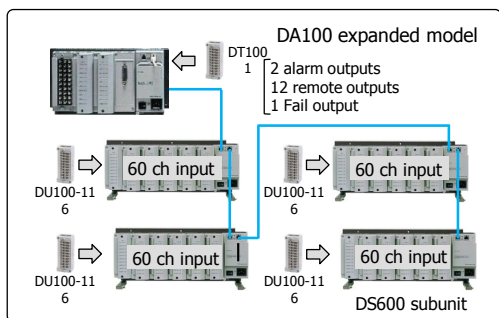 DA100 expanded model
DT100
1
2 alarm outputs
12 remote outputs
1 Fail output
60 ch input
DU100-11
6
60 ch input
DU100-11
6
60 ch input
DU100-11
6
60 ch input
DU100-11
6
DS600 subunit